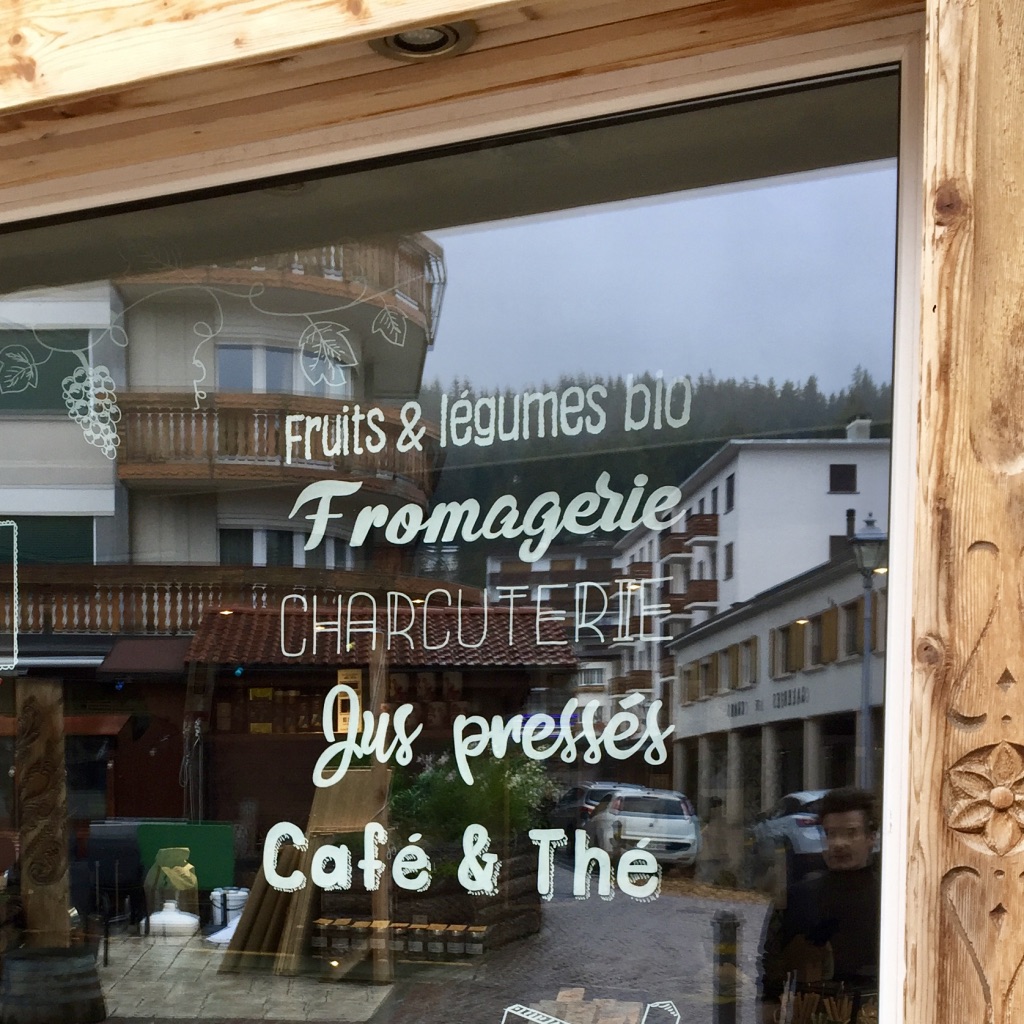 Fruits & légumes bio
Fromagerie
CHARCUTERIE
Jus pressés
Café & Thé